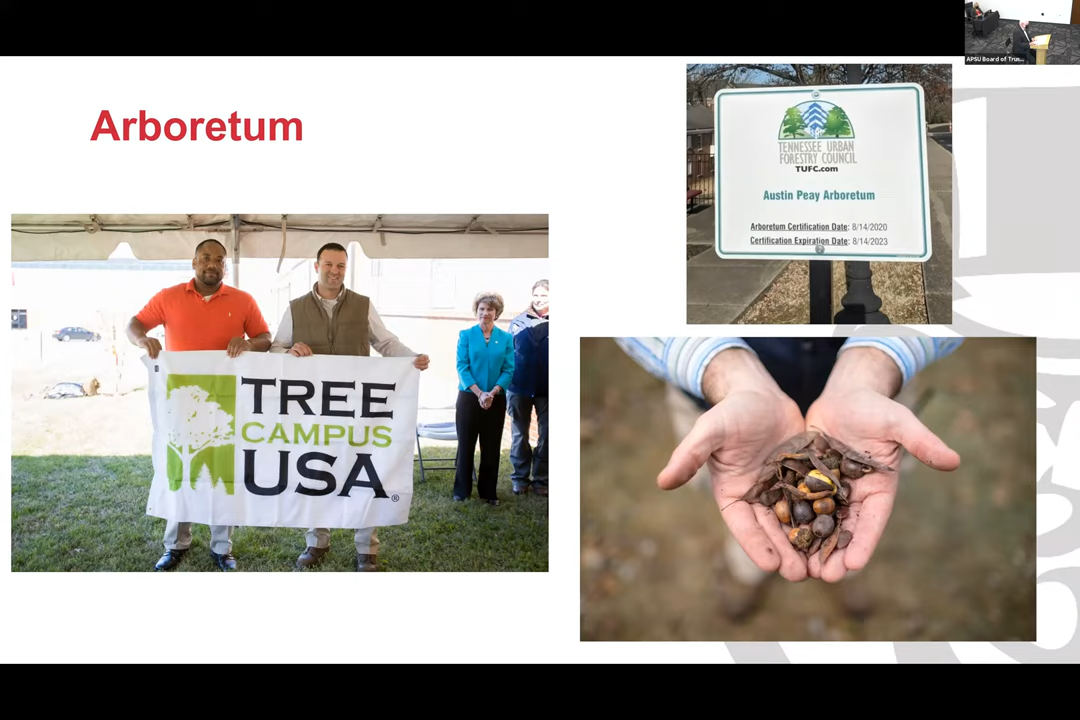 APSU Board of Trus...
Arboretum
TENNESSEE URBAN
FORESTRY COUNCIL
TUFC.com
Austin Peay Arboretum
Arboretum Certification Date: 8/14/2020
Certification Expiration Date: 8/14/2023
TREE
CAMPUS
USA®